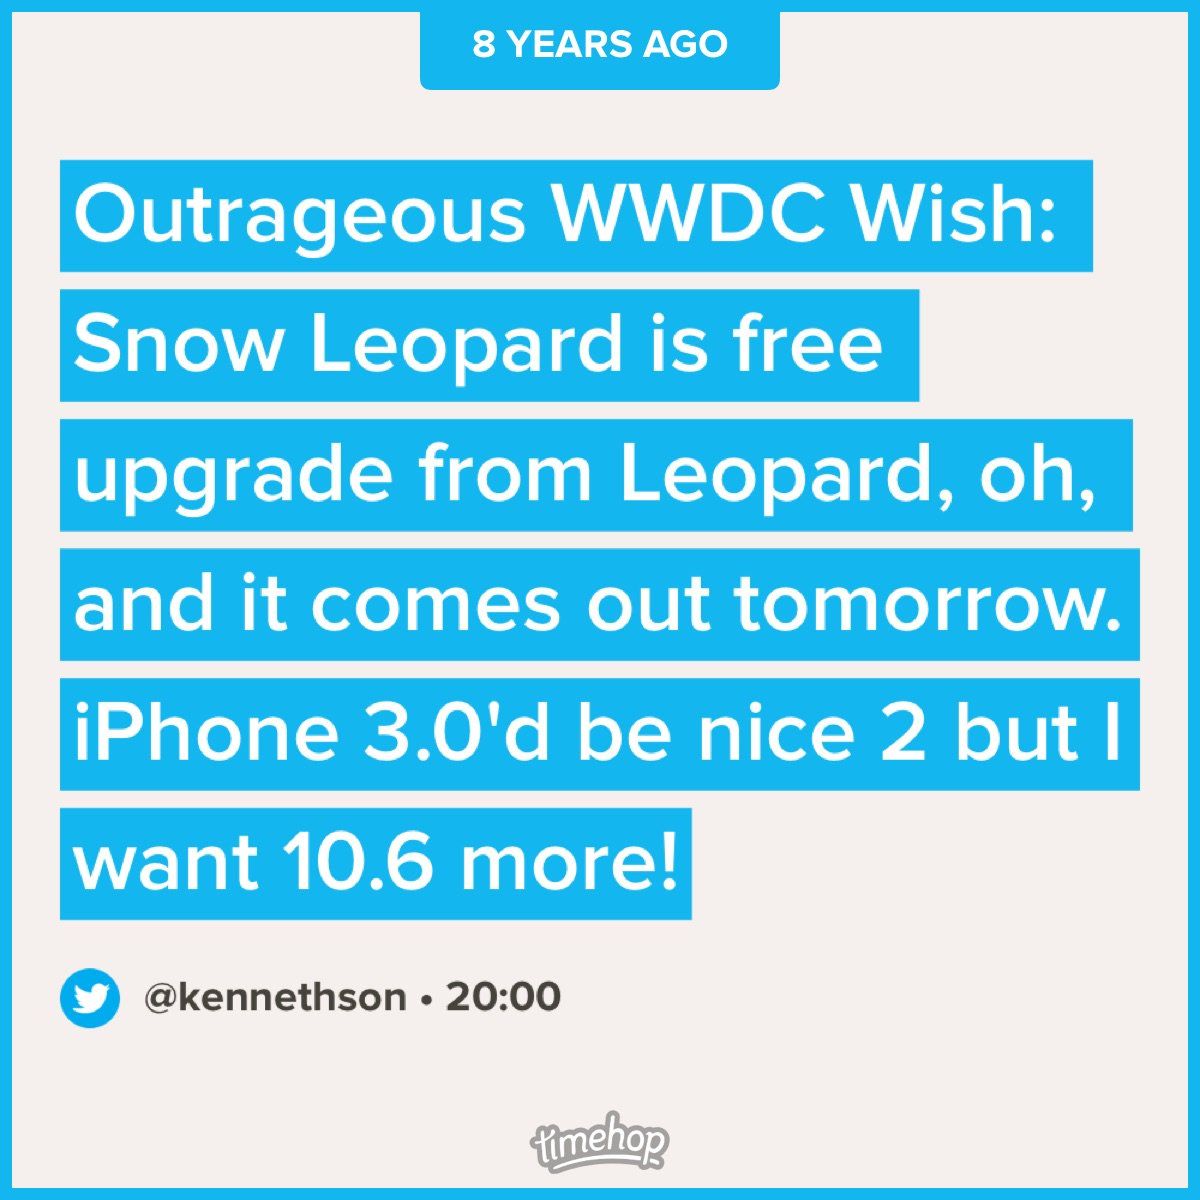 8 YEARS AGO
Outrageous WWDC Wish:
Snow Leopard is free
upgrade from Leopard, oh,
and it comes out tomorrow.
iPhone 3.0'd be nice 2 but I
want 10.6 more!
@kennethson • 20:00
timehop